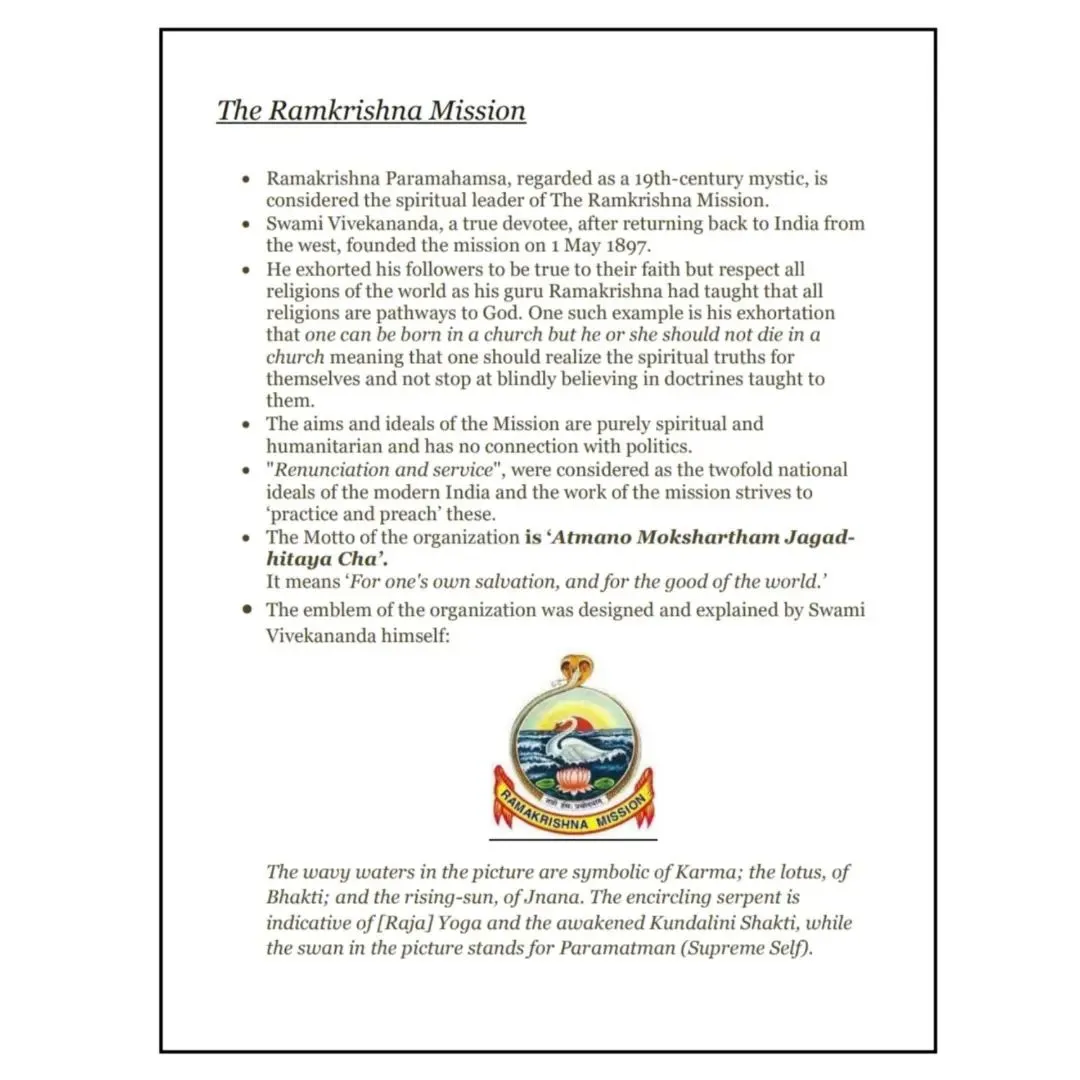 The Ramkrishna Mission
• Ramakrishna Paramahamsa, regarded as a 19th-century mystic, is
considered the spiritual leader of The Ramkrishna Mission.
• Swami Vivekananda, a true devotee, after returning back to India from
the west, founded the mission on 1 May 1897.
• He exhorted his followers to be true to their faith but respect all
religions of the world as his guru Ramakrishna had taught that all
religions are pathways to God. One such example is his exhortation
that one can be born in a church but he or she should not die in a
church meaning that one should realize the spiritual truths for
themselves and not stop at blindly believing in doctrines taught to
them.
• The aims and ideals of the Mission are purely spiritual and
humanitarian and has no connection with politics.
• "Renunciation and service", were considered as the twofold national
ideals of the modern India and the work of the mission strives to
‘practice and preach’ these.
• The Motto of the organization is ‘Atmano Mokshartham Jagad-
hitaya Cha’.
It means ‘For one's own salvation, and for the good of the world.’
• The emblem of the organization was designed and explained by Swami
Vivekananda himself:
RAMAKRISHNA MISSION
The wavy waters in the picture are symbolic of Karma; the lotus, of
Bhakti; and the rising-sun, of Jnana. The encircling serpent is
indicative of [Raja] Yoga and the awakened Kundalini Shakti, while
the swan in the picture stands for Paramatman (Supreme Self).